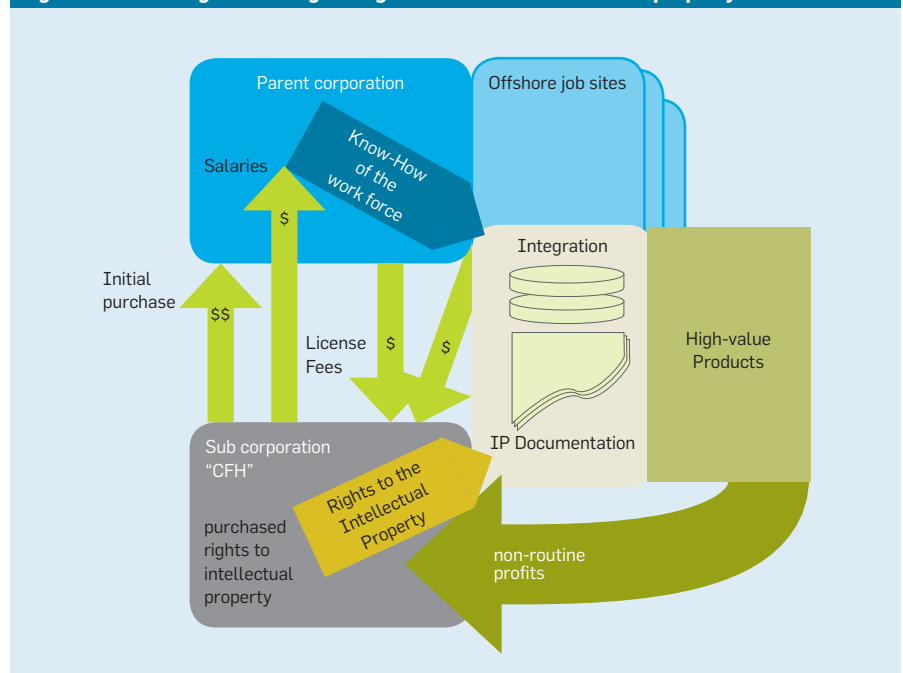 Parent corporation
Offshore job sites
Salaries
Know-How
of the
work force
$
Initial
purchase
$$
License
Fees
$
$
Integration
IP Documentation
High-value
Products
Sub corporation
“CFH”
Rights to the
Intellectual
Property
purchased
rights to
intellectual
property
non-routine
profits